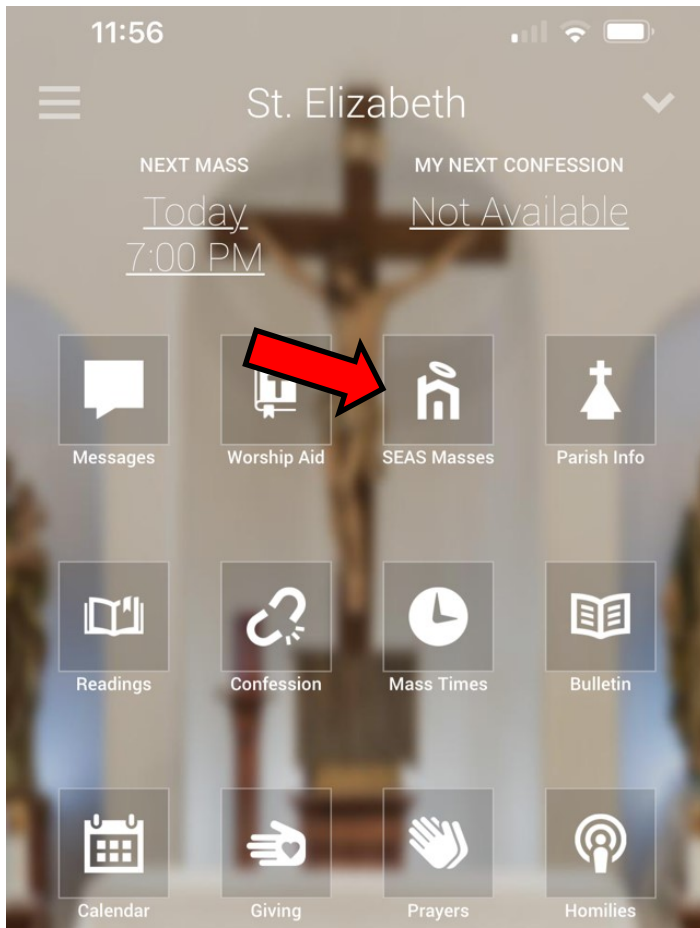 11:56
St. Elizabeth
NEXT MASS
MY NEXT CONFESSION
Today
7:00 PM
Not Available
Messages
Worship Aid
SEAS Masses
Parish Info
Readings
Confession
Mass Times
Bulletin
Calendar
Giving
Prayers
Homilies